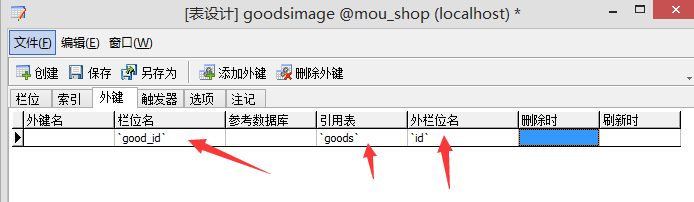 [表设计] goodsimage @mou_shop (localhost) *
文件(F) 编辑(E) 窗口(W)
创建 保存 另存为 添加外键 删除外键
栏位 索引 外键 触发器 选项 注记
外键名 栏位名 参考数据库 引用表 外栏位名 删除时 刷新时
`good_id` `goods` `id`